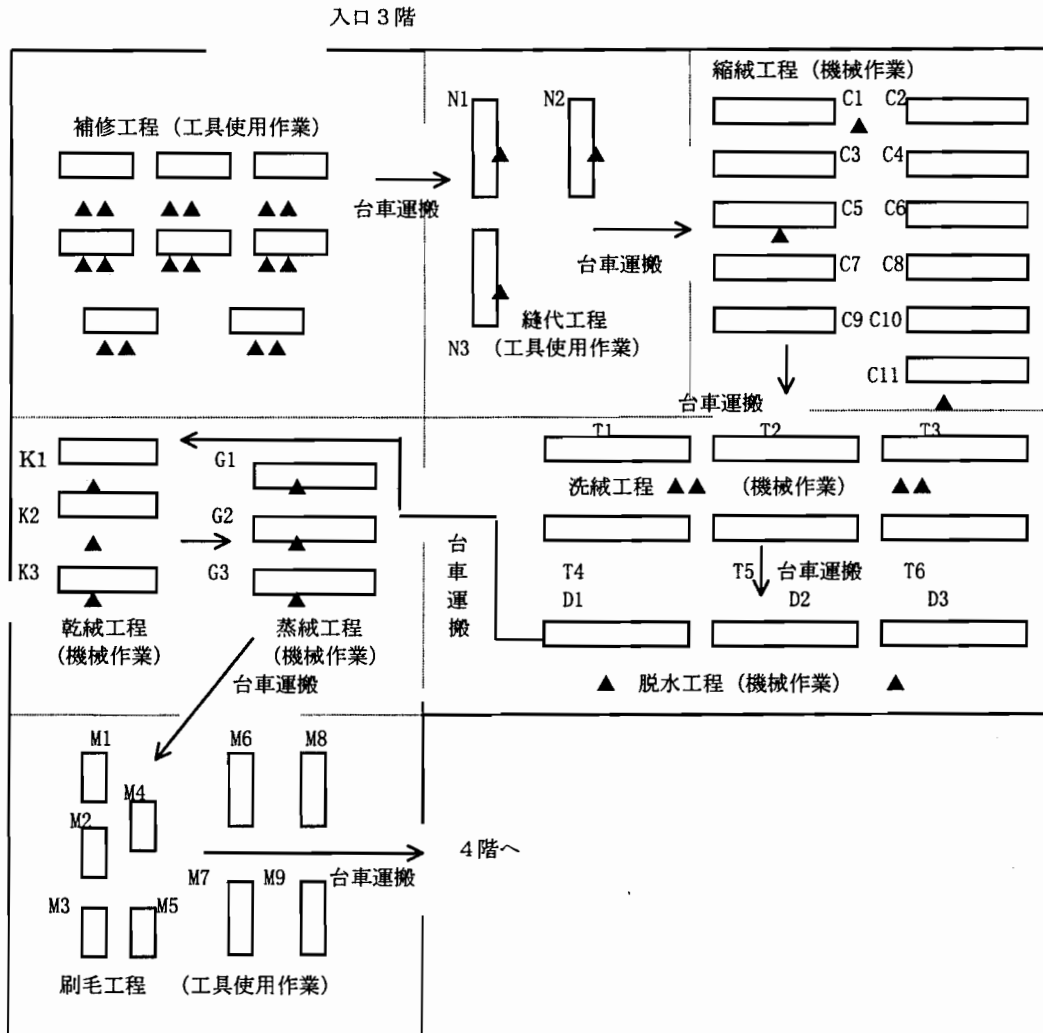 入口３階
補修工程（工具使用作業）
台車運搬
N1
N2
N3
縫代工程
（工具使用作業）
台車運搬
縮絨工程（機械作業）
C1
C2
C3
C4
C5
C6
C7
C8
C9
C10
C11
台車運搬
T1
T2
T3
洗絨工程
（機械作業）
T4
T5
T6
台車運搬
D1
D2
D3
脱水工程（機械作業）
台車運搬
K1
K2
K3
乾絨工程
（機械作業）
G1
G2
G3
蒸絨工程
（機械作業）
台車運搬
M1
M2
M3
M4
M5
M6
M7
M8
M9
刷毛工程
（工具使用作業）
台車運搬
４階へ